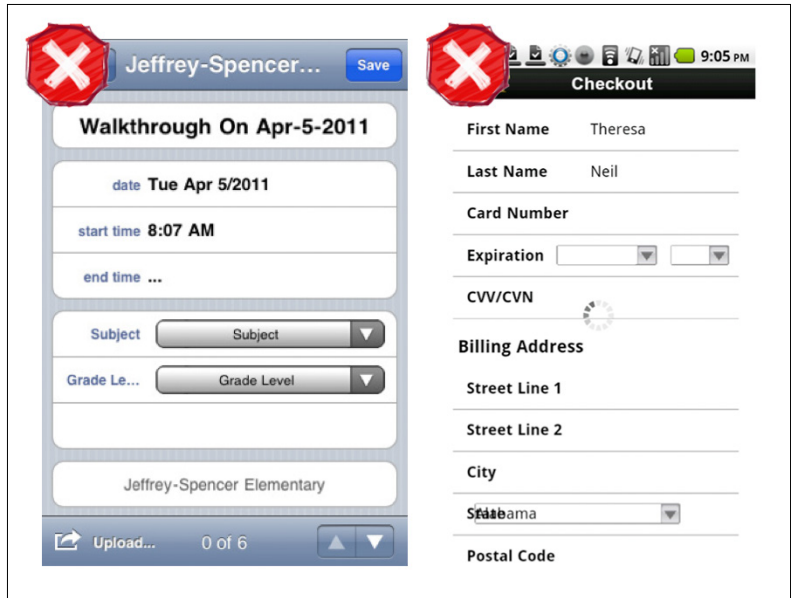 Jeffrey-Spencer...
Save
Walkthrough On Apr-5-2011
date Tue Apr 5/2011
start time 8:07 AM
end time ...
Subject Subject
Grade Le... Grade Level
Jeffrey-Spencer Elementary
Upload... 0 of 6
9:05 PM
Checkout
First Name Theresa
Last Name Neil
Card Number
Expiration
CVV/CVN
Billing Address
Street Line 1
Street Line 2
City
State Alabama
Postal Code